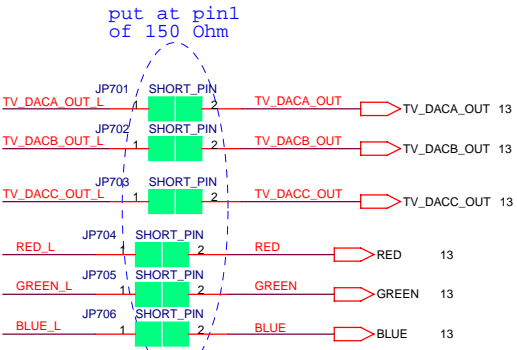 put at pin1
of 150 Ohm
JP701 SHORT_PIN
TV_DACA_OUT_L 1 2 TV_DACA_OUT TV_DACA_OUT 13
JP702 SHORT_PIN
TV_DACB_OUT_L 1 2 TV_DACB_OUT TV_DACB_OUT 13
JP703 SHORT_PIN
TV_DACC_OUT_L 1 2 TV_DACC_OUT TV_DACC_OUT 13
JP704 SHORT_PIN
RED_L 1 2 RED RED 13
JP705 SHORT_PIN
GREEN_L 1 2 GREEN GREEN 13
JP706 SHORT_PIN
BLUE_L 1 2 BLUE BLUE 13